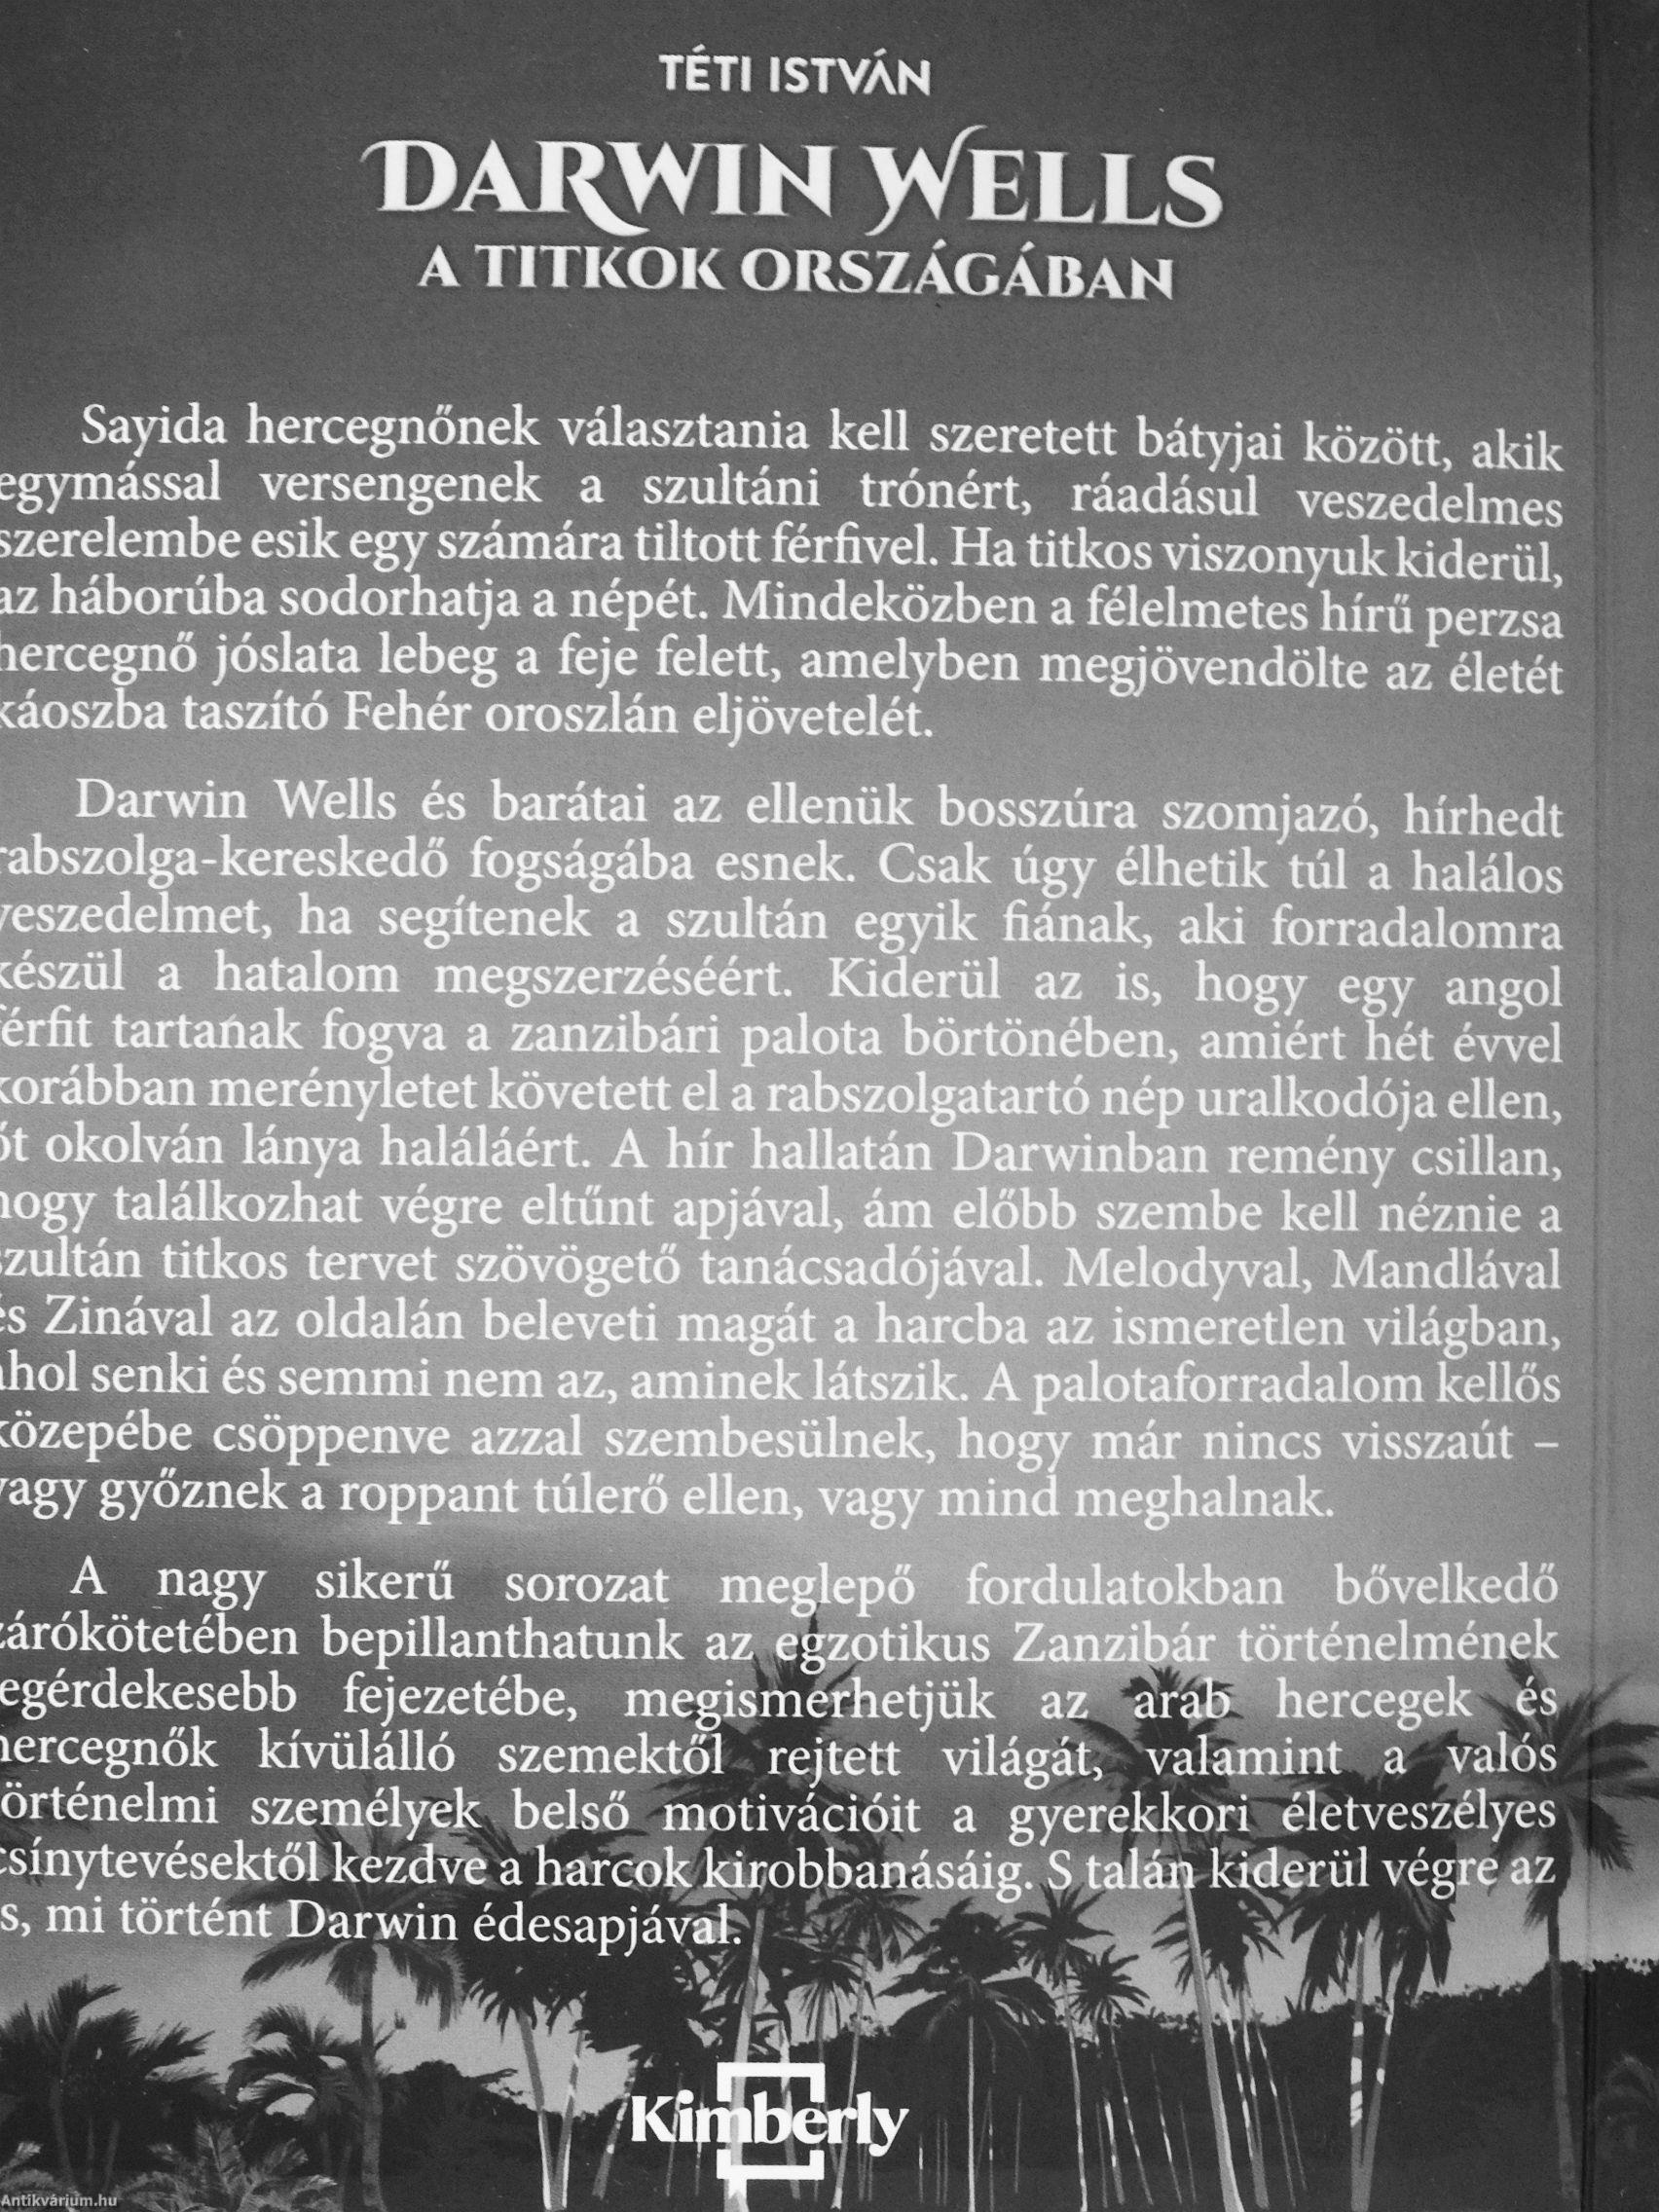 TÉTI ISTVÁN
DARWIN WELLS
A TITKOK ORSZÁGÁBAN
Sayida hercegnőnek választania kell szeretett bátyjai között, akik
egymással versengenek a szultáni trónért, ráadásul veszedelmes
szerelembe esik egy számára tiltott férfivel. Ha titkos viszonyuk kiderül,
az háborúba sodorhatja a népét. Mindeközben a félelmetes hírű perzsa
hercegnő jóslata lebeg a feje felett, amelyben megjövendölte az életét
káoszba taszító Fehér oroszlán eljövetelét.
Darwin Wells és barátai az ellenük bosszúra szomjazó, hírhedt
rabszolga-kereskedő fogságába esnek. Csak úgy élhetik túl a halálos
veszedelmet, ha segítenek a szultán egyik fiának, aki forradalomra
készül a hatalom megszerzéséért. Kiderül az is, hogy egy angol
férfit tartanak fogva a zanzibári palota börtönében, amiért hét évvel
korábban merényletet követett el a rabszolgatartó nép uralkodója ellen,
őt okolván lánya haláláért. A hír hallatán Darwinban remény csillan,
hogy találkozhat végre eltűnt apjával, ám előbb szembe kell néznie a
szultán titkos tervet szövögető tanácsadójával. Melodyval, Mandlával
és Zinával az oldalán beleveti magát a harcba az ismeretlen világban,
ahol senki és semmi nem az, aminek látszik. A palotaforradalom kellős
közepébe csöppenve azzal szembesülnek, hogy már nincs visszaút –
vagy győznek a roppant túlerő ellen, vagy mind meghalnak.
A nagy sikerű sorozat meglepő fordulatokban bővelkedő
zárókötetében bepillanthatunk az egzotikus Zanzibár történelmének
legérdekesebb fejezetébe, megismerhetjük az arab hercegek és
hercegnők kívülálló szemektől rejtett világát, valamint a valós
történelmi személyek belső motivációit a gyerekkori életveszélyes
csínytevésektől kezdve a harcok kirobbanásáig. S talán kiderül végre az
is, mi történt Darwin édesapjával.
Kimberly
Antikvárium.hu